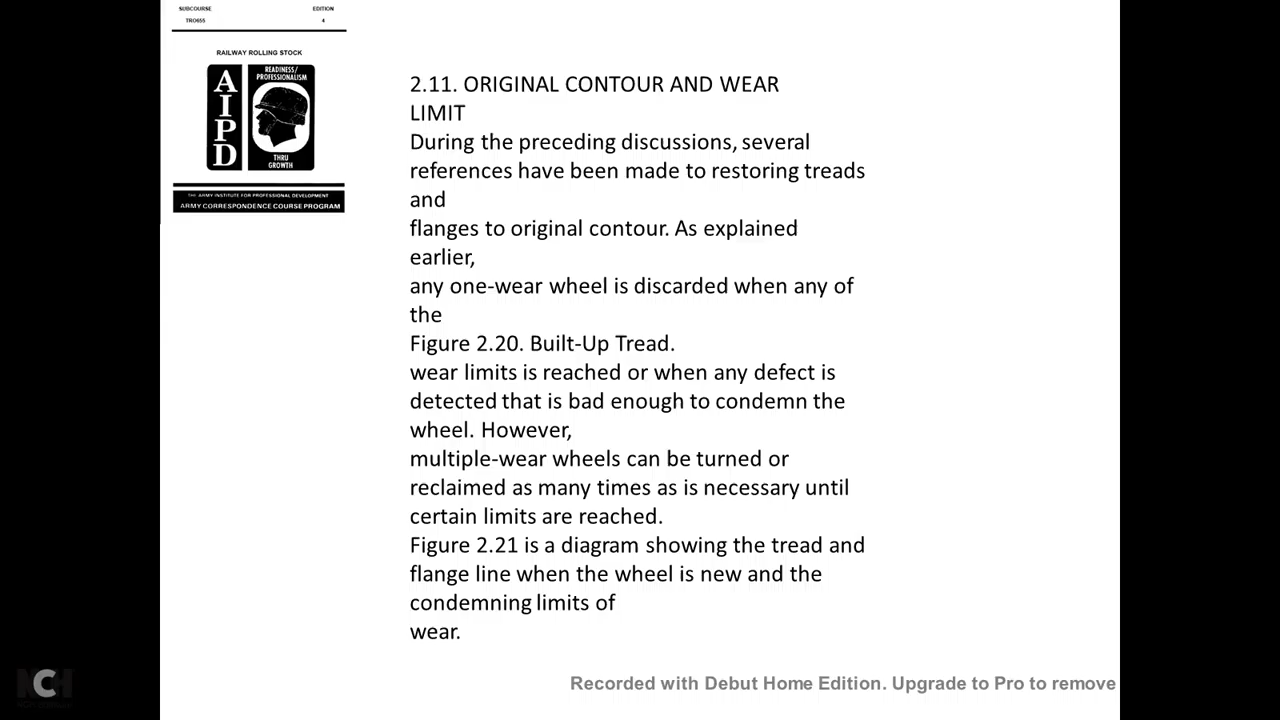 SUBCOURSE EDITION
TRO655 4
RAILWAY ROLLING STOCK
AIPD
READINESS/
PROFESSIONALISM
THRU
GROWTH
THE ARMY INSTITUTE FOR PROFESSIONAL DEVELOPMENT
ARMY CORRESPONDENCE COURSE PROGRAM
2.11. ORIGINAL CONTOUR AND WEAR
LIMIT
During the preceding discussions, several
references have been made to restoring treads
and
flanges to original contour. As explained
earlier,
any one-wear wheel is discarded when any of
the
Figure 2.20. Built-Up Tread.
wear limits is reached or when any defect is
detected that is bad enough to condemn the
wheel. However,
multiple-wear wheels can be turned or
reclaimed as many times as is necessary until
certain limits are reached.
Figure 2.21 is a diagram showing the tread and
flange line when the wheel is new and the
condemning limits of
wear.
NCH
Recorded with Debut Home Edition. Upgrade to Pro to remove